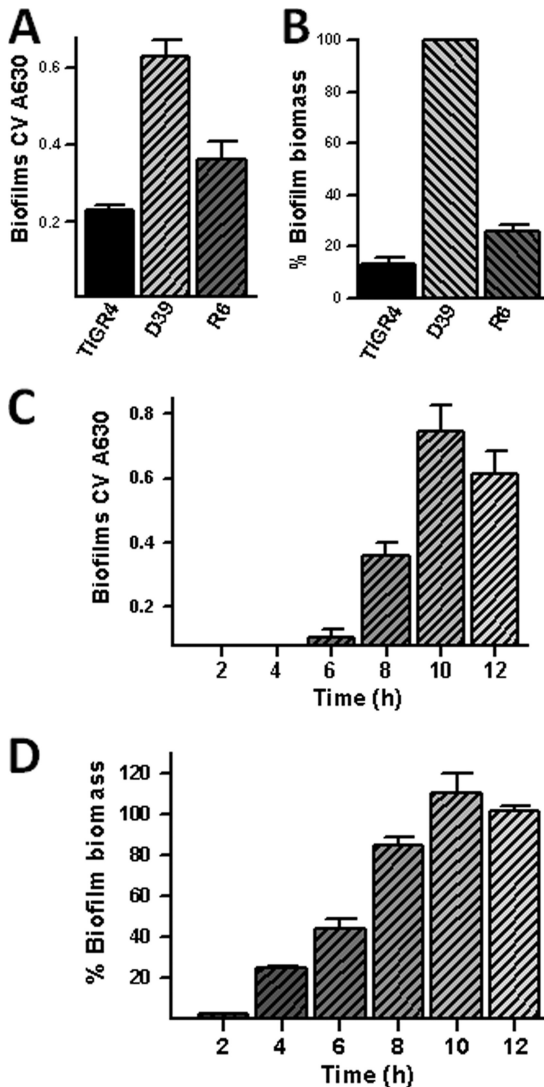 A
Biofilms CV A630
0.6
0.4
0.2
TIGR4
D39
R6
B
% Biofilm biomass
100
80
60
40
20
0
TIGR4
D39
R6
C
Biofilms CV A630
0.8
0.6
0.4
0.2
2 4 6 8 10 12
Time (h)
D
% Biofilm biomass
120
100
80
60
40
20
2 4 6 8 10 12
Time (h)